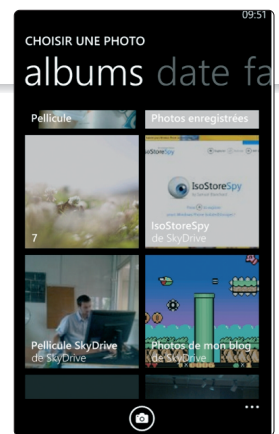 09:51
CHOISIR UNE PHOTO
albums date fa
Pellicule
Photos enregistrées
IsoStoreSpy
7
IsoStoreSpy
de SkyDrive
Pellicule SkyDrive
de SkyDrive
Photos de mon blog
de SkyDrive